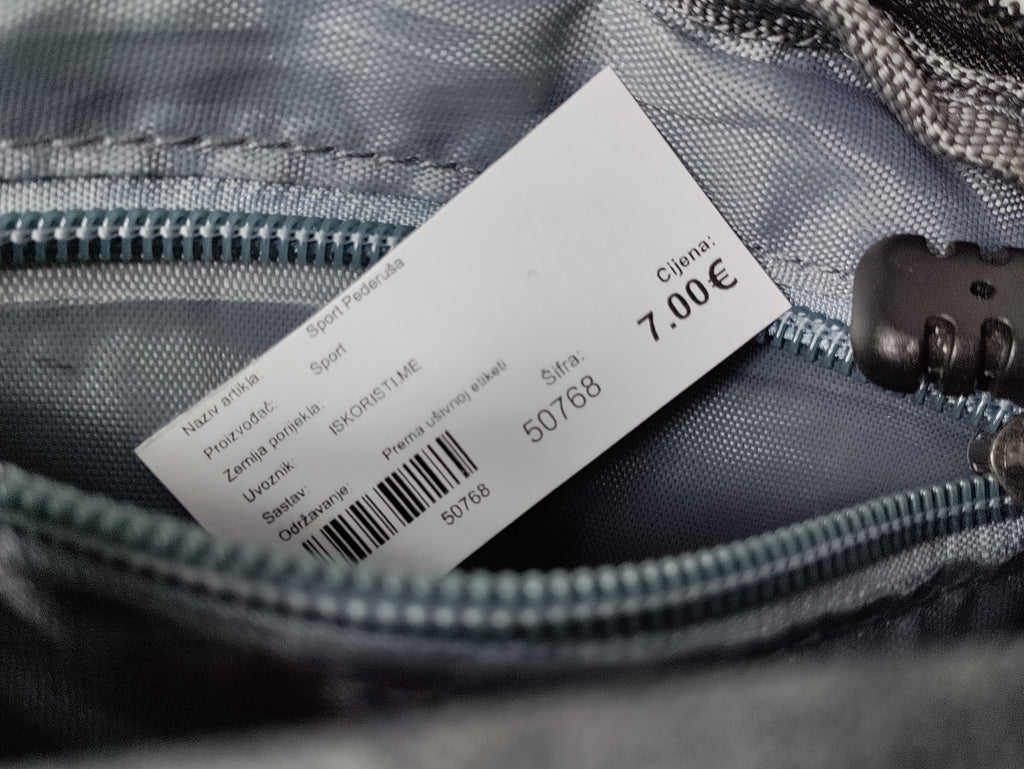 Naziv artikla: Sport Pederuša
Proizvođač: Sport
Zemlja porijekla:
Uvoznik: ISKORISTI.ME
Sastav:
Održavanje: Prema ušivnoj etiketi
50768
Šifra:
50768
Cijena:
7.00€